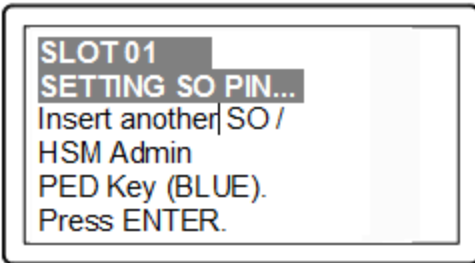 SLOT 01
SETTING SO PIN...
Insert another SO /
HSM Admin
PED Key (BLUE).
Press ENTER.